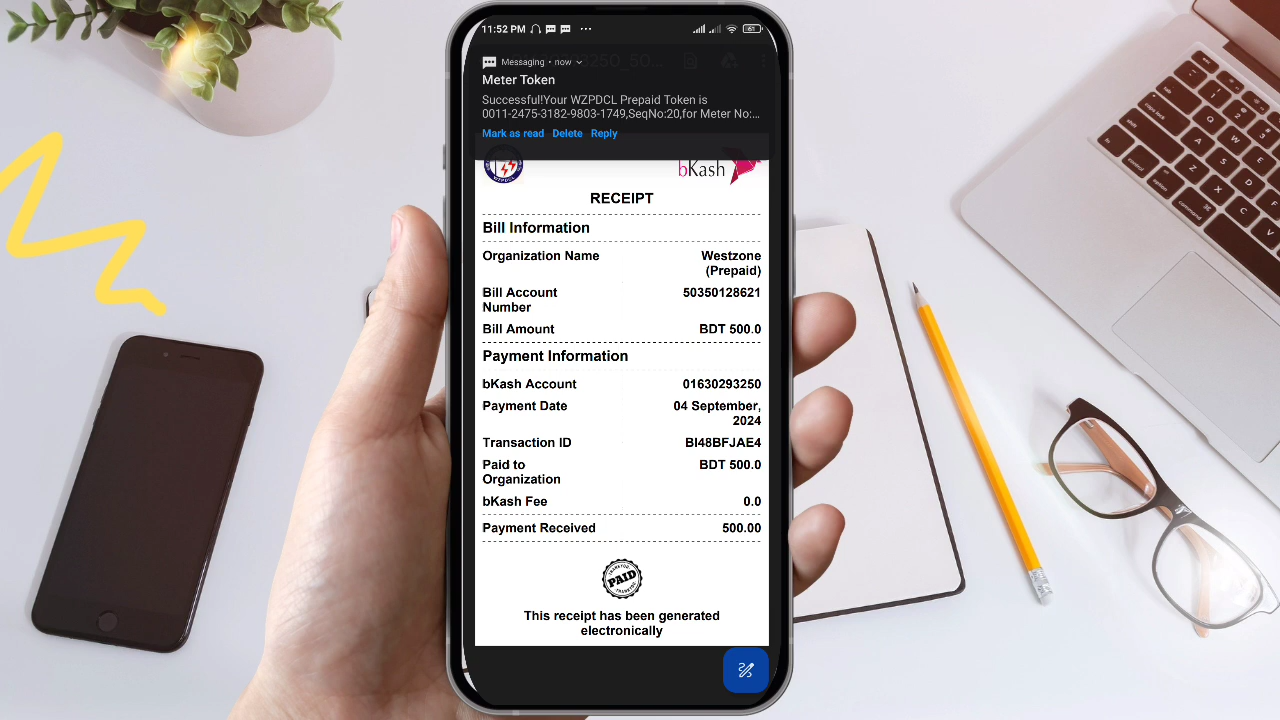 11:52 PM
61
Messaging • now
Meter Token
Successful!Your WZPDCL Prepaid Token is
0011-2475-3182-9803-1749,SeqNo:20,for Meter No:...
Mark as read Delete Reply
WZPDCL
bKash
RECEIPT
Bill Information
Organization Name
Westzone
(Prepaid)
Bill Account
Number
50350128621
Bill Amount
BDT 500.0
Payment Information
bKash Account
01630293250
Payment Date
04 September,
2024
Transaction ID
BI48BFJAE4
Paid to
Organization
BDT 500.0
bKash Fee
0.0
Payment Received
500.00
PAID
This receipt has been generated
electronically